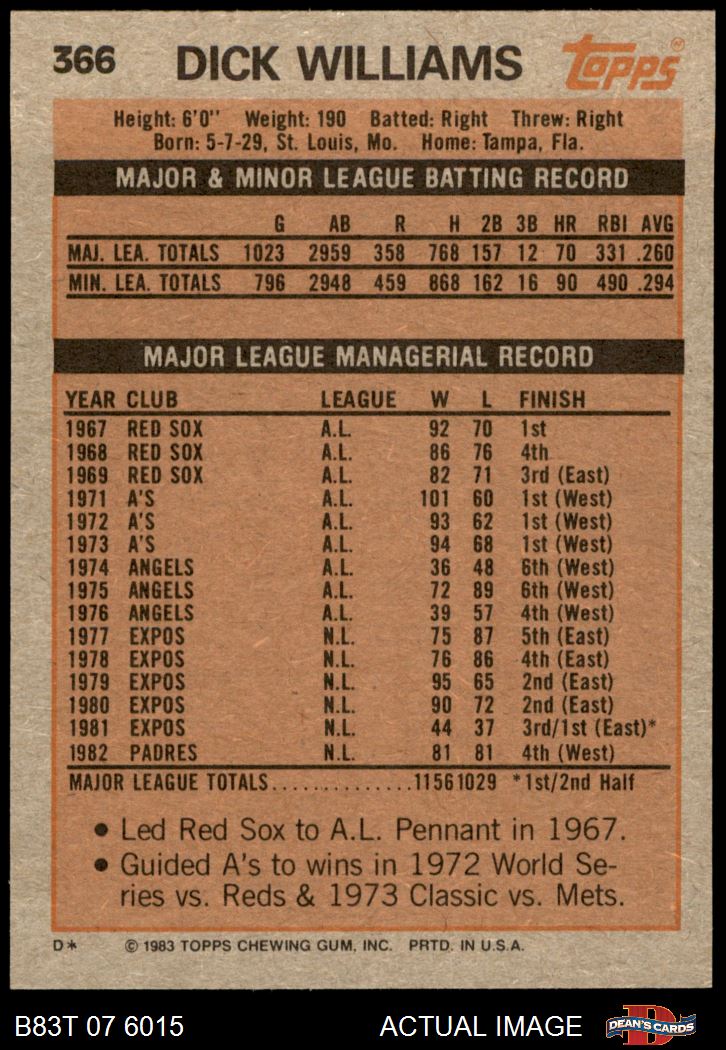 366 DICK WILLIAMS Topps
Height: 6'0" Weight: 190 Batted: Right Threw: Right
Born: 5-7-29, St. Louis, Mo. Home: Tampa, Fla.
MAJOR & MINOR LEAGUE BATTING RECORD
G AB R H 2B 3B HR RBI AVG
MAJ. LEA. TOTALS 1023 2959 358 768 157 12 70 331 .260
MIN. LEA. TOTALS 796 2948 459 868 162 16 90 490 .294
MAJOR LEAGUE MANAGERIAL RECORD
YEAR CLUB LEAGUE W L FINISH
1967 RED SOX A.L. 92 70 1st
1968 RED SOX A.L. 86 76 4th
1969 RED SOX A.L. 82 71 3rd (East)
1971 A'S A.L. 101 60 1st (West)
1972 A'S A.L. 93 62 1st (West)
1973 A'S A.L. 94 68 1st (West)
1974 ANGELS A.L. 36 48 6th (West)
1975 ANGELS A.L. 72 89 6th (West)
1976 ANGELS A.L. 39 57 4th (West)
1977 EXPOS N.L. 75 87 5th (East)
1978 EXPOS N.L. 76 86 4th (East)
1979 EXPOS N.L. 95 65 2nd (East)
1980 EXPOS N.L. 90 72 2nd (East)
1981 EXPOS N.L. 44 37 3rd/1st (East)*
1982 PADRES N.L. 81 81 4th (West)
MAJOR LEAGUE TOTALS..............11561029 *1st/2nd Half
• Led Red Sox to A.L. Pennant in 1967.
• Guided A's to wins in 1972 World Se-
ries vs. Reds & 1973 Classic vs. Mets.
D* © 1983 TOPPS CHEWING GUM, INC. PRTD. IN U.S.A.
B83T 07 6015 ACTUAL IMAGE D DEAN'S CARDS